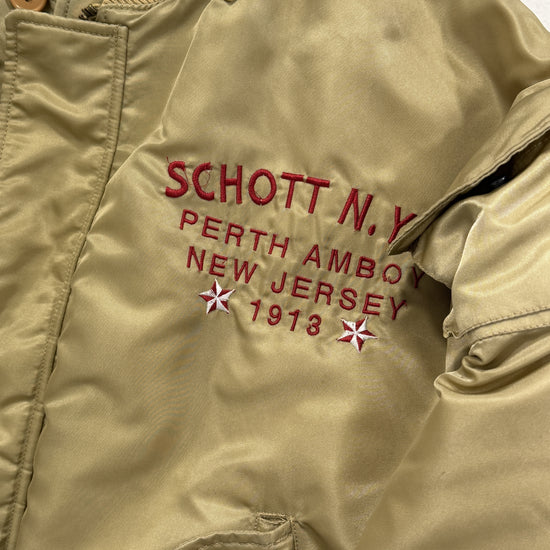 SCHOTT N.Y
PERTH AMBOY
NEW JERSEY
1913